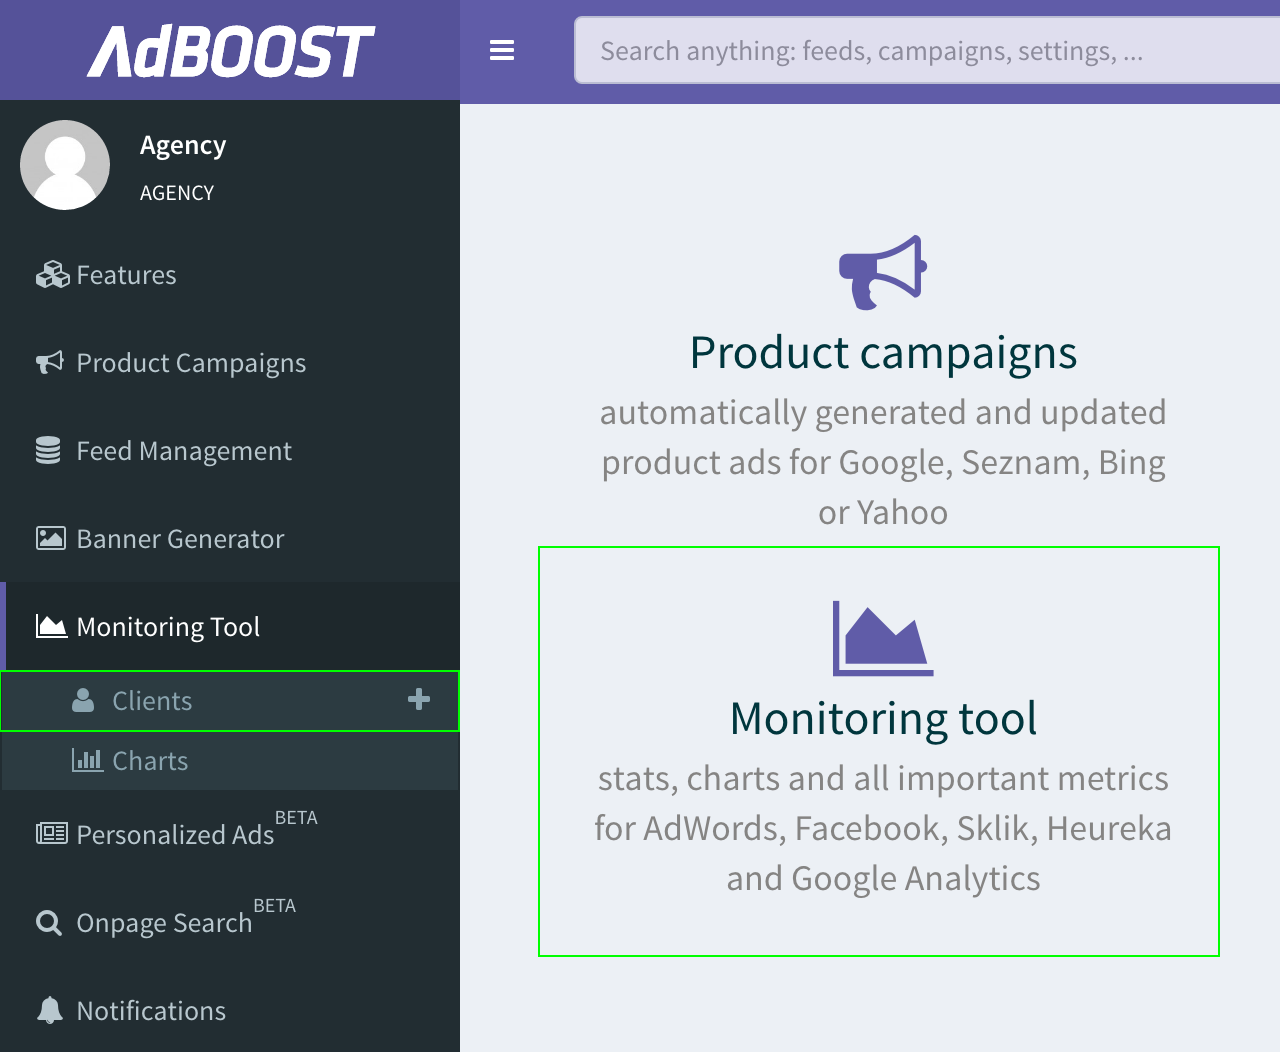 AdBOOST
Search anything: feeds, campaigns, settings, ...
Agency
AGENCY
Features
Product Campaigns
Feed Management
Banner Generator
Monitoring Tool
Clients
Charts
Personalized Ads BETA
Onpage Search BETA
Notifications
Product campaigns
automatically generated and updated
product ads for Google, Seznam, Bing
or Yahoo
Monitoring tool
stats, charts and all important metrics
for AdWords, Facebook, Sklik, Heureka
and Google Analytics